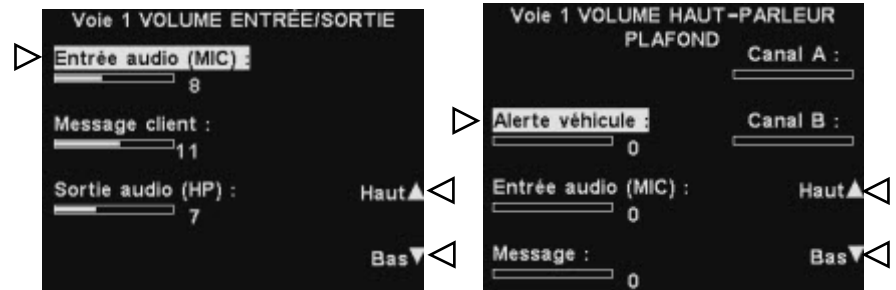 Voie 1 VOLUME ENTRÉE/SORTIE
Entrée audio (MIC) :
8
Message client :
11
Sortie audio (HP) :
7
Haut▲
Bas▼
Voie 1 VOLUME HAUT-PARLEUR
PLAFOND
Canal A :
Alerte véhicule :
0
Canal B :
Entrée audio (MIC) :
0
Haut▲
Message :
0
Bas▼